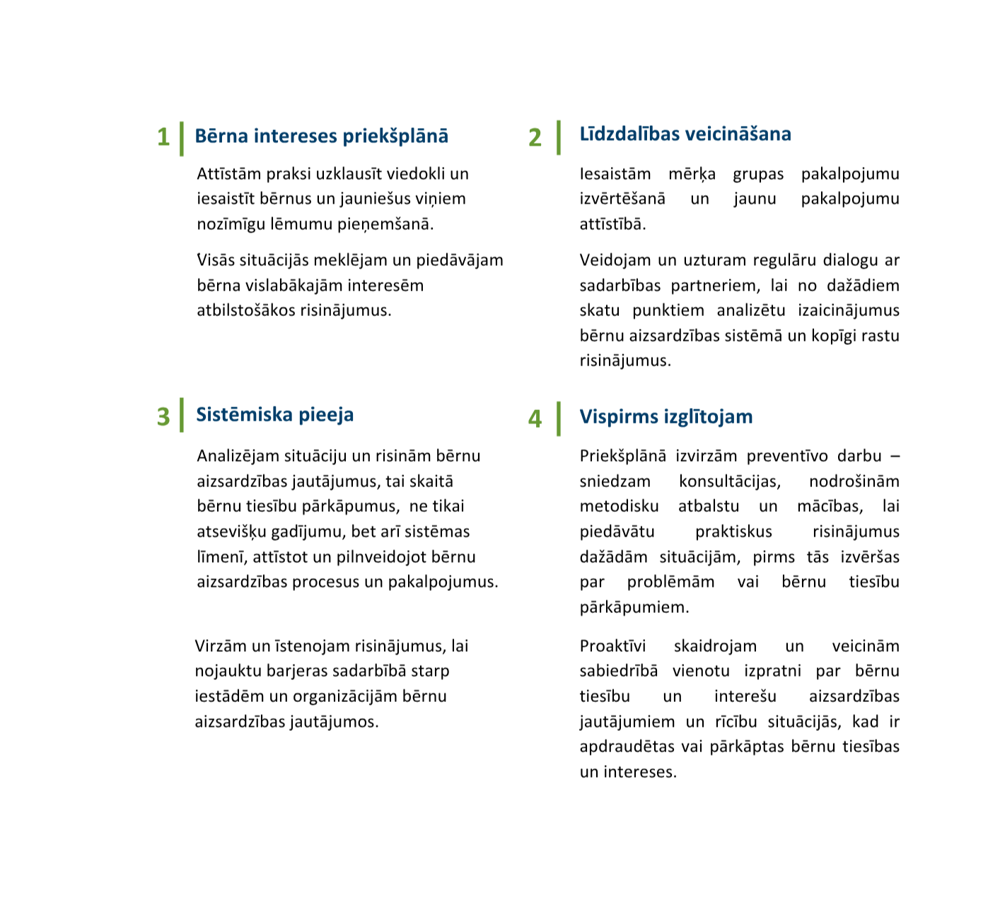 1 Bērna intereses priekšplānā
Attīstām praksi uzklausīt viedokli un
iesaistīt bērnus un jauniešus viņiem
nozīmīgu lēmumu pieņemšanā.
Visās situācijās meklējam un piedāvājam
bērna vislabākajām interesēm
atbilstošākos risinājumus.
2 Līdzdalības veicināšana
Iesaistām mērķa grupas pakalpojumu
izvērtēšanā un jaunu pakalpojumu
attīstībā.
Veidojam un uzturam regulāru dialogu ar
sadarbības partneriem, lai no dažādiem
skatu punktiem analizētu izaicinājumus
bērnu aizsardzības sistēmā un kopīgi rastu
risinājumus.
3 Sistēmiska pieeja
Analizējam situāciju un risinām bērnu
aizsardzības jautājumus, tai skaitā
bērnu tiesību pārkāpumus,  ne tikai
atsevišķu gadījumu, bet arī sistēmas
līmenī, attīstot un pilnveidojot bērnu
aizsardzības procesus un pakalpojumus.
Virzām un īstenojam risinājumus, lai
nojauktu barjeras sadarbībā starp
iestādēm un organizācijām bērnu
aizsardzības jautājumos.
4 Vispirms izglītojam
Priekšplānā izvirzām preventīvo darbu –
sniedzam konsultācijas, nodrošinām
metodisku atbalstu un mācības, lai
piedāvātu praktiskus risinājumus
dažādām situācijām, pirms tās izvēršas
par problēmām vai bērnu tiesību
pārkāpumiem.
Proaktīvi skaidrojam un veicinām
sabiedrībā vienotu izpratni par bērnu
tiesību un interešu aizsardzības
jautājumiem un rīcību situācijās, kad ir
apdraudētas vai pārkāptas bērnu tiesības
un intereses.